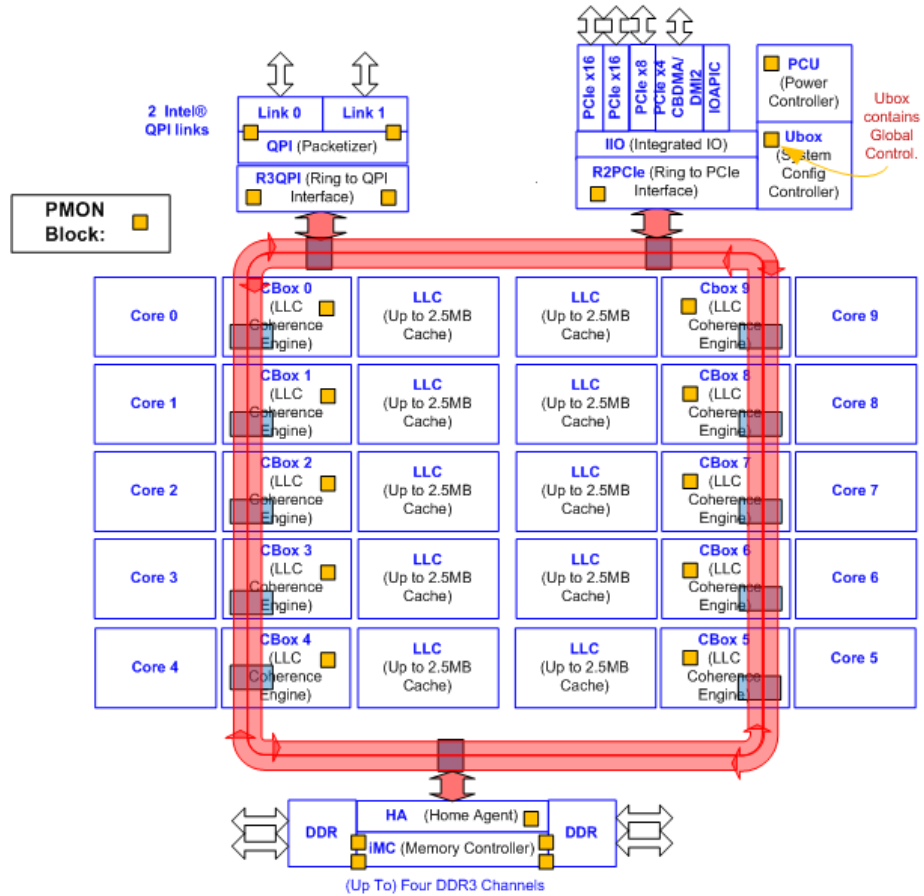 2 Intel®
QPI links
Link 0
Link 1
QPI (Packetizer)
R3QPI (Ring to QPI
Interface)
PCIe x16
PCIe x16
PCIe x8
PCIe x4
CBDMA/
DMI2
IOAPIC
IIO (Integrated IO)
R2PCIe (Ring to PCIe
Interface)
PCU
(Power
Controller)
Ubox
(System
Config
Controller)
Ubox
contains
Global
Control.
PMON
Block:
Core 0
CBox 0
(LLC
Coherence
Engine)
LLC
(Up to 2.5MB
Cache)
LLC
(Up to 2.5MB
Cache)
Cbox 9
(LLC
Coherence
Engine)
Core 9
Core 1
CBox 1
(LLC
Coherence
Engine)
LLC
(Up to 2.5MB
Cache)
LLC
(Up to 2.5MB
Cache)
CBox 8
(LLC
Coherence
Engine)
Core 8
Core 2
CBox 2
(LLC
Coherence
Engine)
LLC
(Up to 2.5MB
Cache)
LLC
(Up to 2.5MB
Cache)
CBox 7
(LLC
Coherence
Engine)
Core 7
Core 3
CBox 3
(LLC
Coherence
Engine)
LLC
(Up to 2.5MB
Cache)
LLC
(Up to 2.5MB
Cache)
CBox 6
(LLC
Coherence
Engine)
Core 6
Core 4
CBox 4
(LLC
Coherence
Engine)
LLC
(Up to 2.5MB
Cache)
LLC
(Up to 2.5MB
Cache)
CBox 5
(LLC
Coherence
Engine)
Core 5
DDR
HA (Home Agent)
iMC (Memory Controller)
DDR
(Up To) Four DDR3 Channels